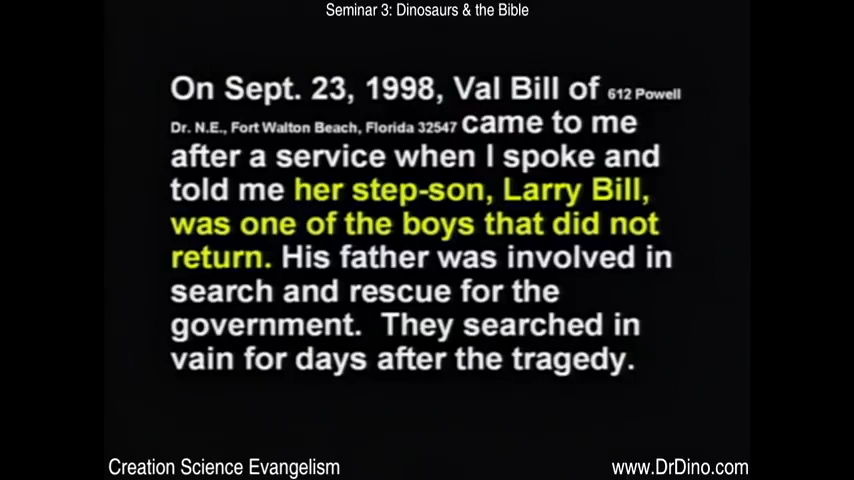 Seminar 3: Dinosaurs & the Bible
On Sept. 23, 1998, Val Bill of 612 Powell
Dr. N.E., Fort Walton Beach, Florida 32547 came to me
after a service when I spoke and
told me her step-son, Larry Bill,
was one of the boys that did not
return. His father was involved in
search and rescue for the
government. They searched in
vain for days after the tragedy.
Creation Science Evangelism
www.DrDino.com